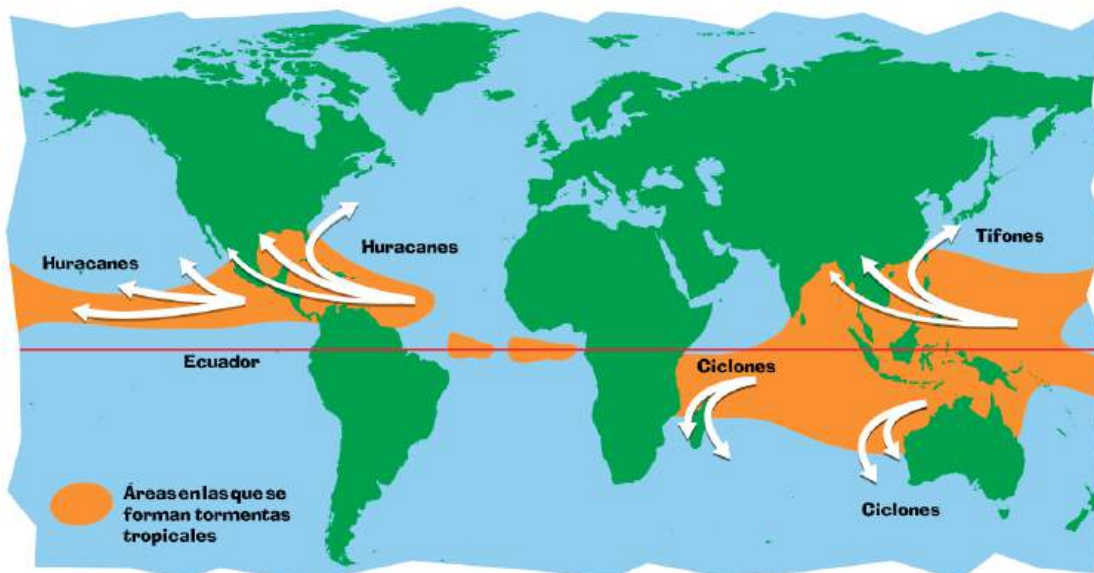 Huracanes
Huracanes
Tifones
Ecuador
Ciclones
Ciclones
Áreas en las que se
forman tormentas
tropicales